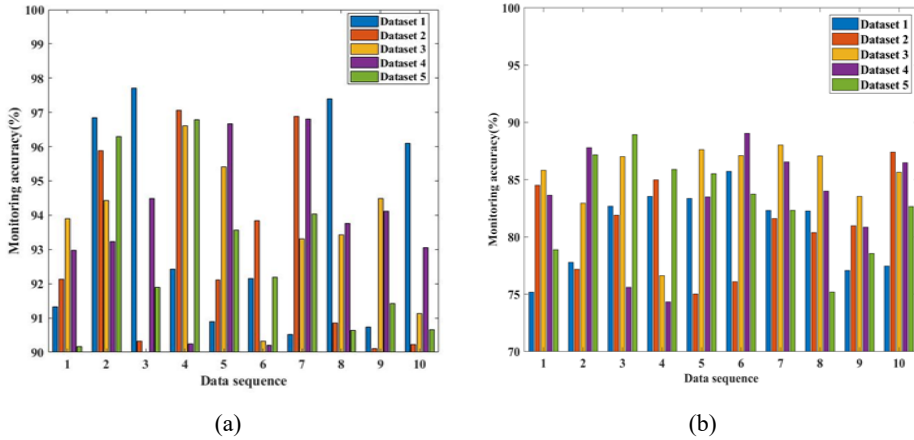 100
99
98
97
96
95
94
93
92
91
90
Monitoring accuracy(%)
Dataset 1
Dataset 2
Dataset 3
Dataset 4
Dataset 5
1 2 3 4 5 6 7 8 9 10
Data sequence
(a)
100
95
90
85
80
75
70
Monitoring accuracy(%)
Dataset 1
Dataset 2
Dataset 3
Dataset 4
Dataset 5
1 2 3 4 5 6 7 8 9 10
Data sequence
(b)